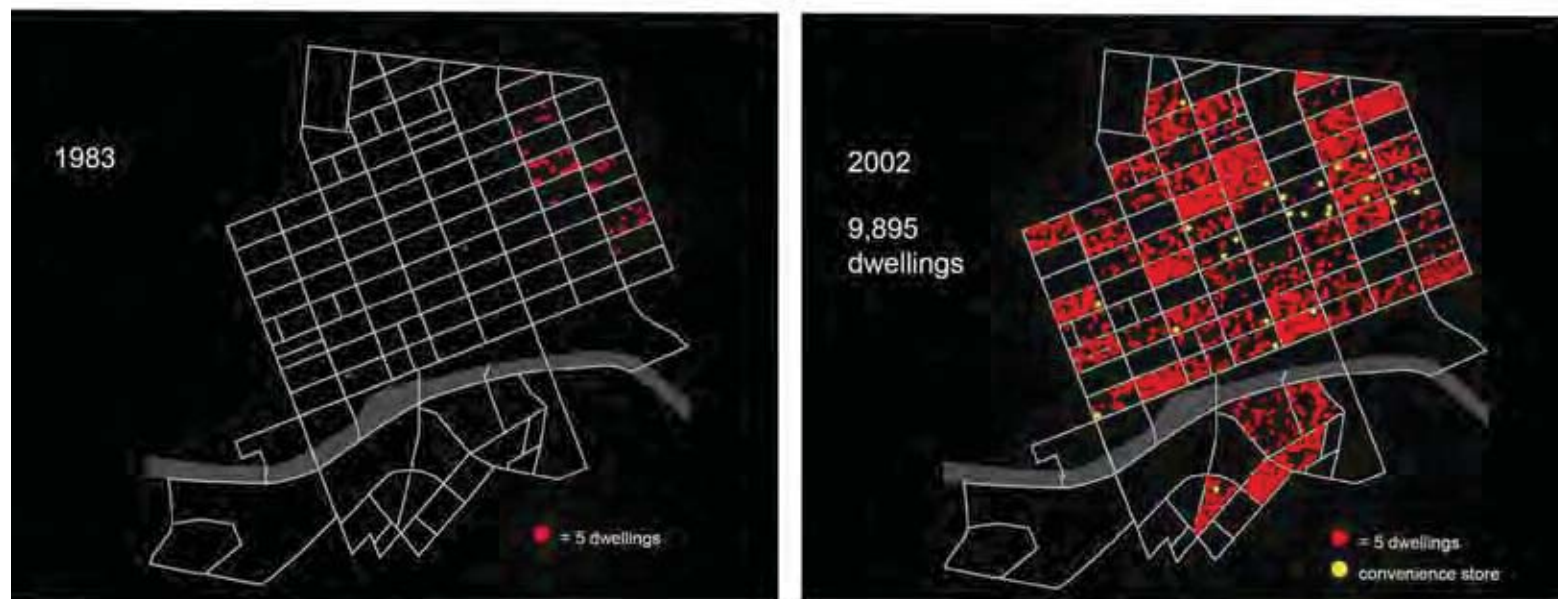 1983
= 5 dwellings
2002
9,895
dwellings
= 5 dwellings
convenience store